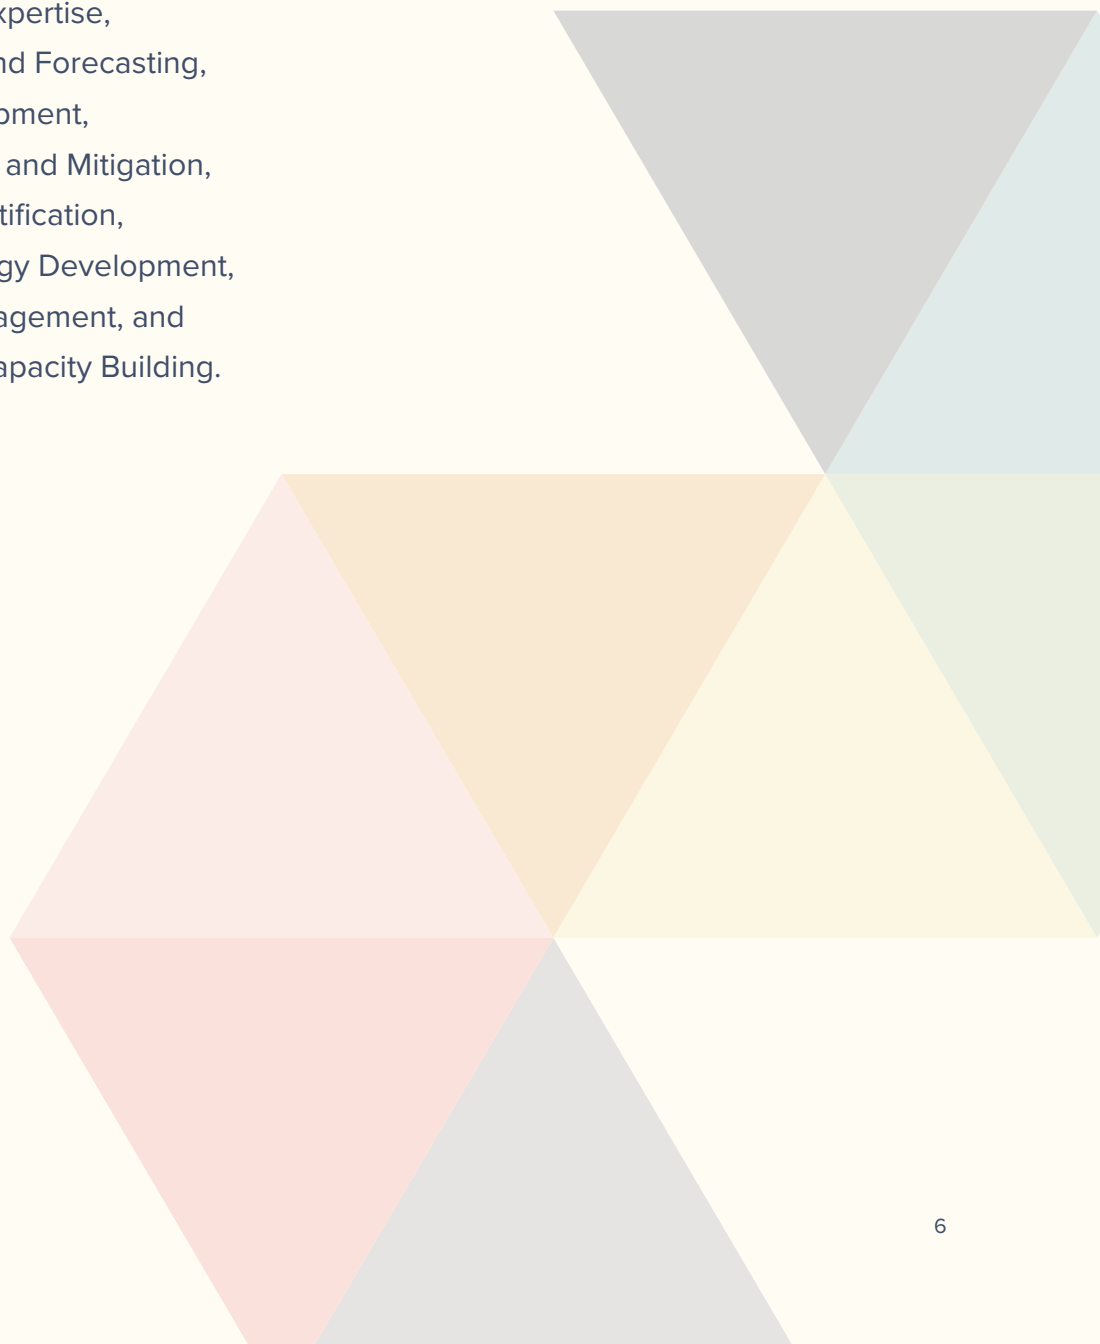 xpertise,
nd Forecasting,
pment,
and Mitigation,
tification,
gy Development,
agement, and
apacity Building.
6